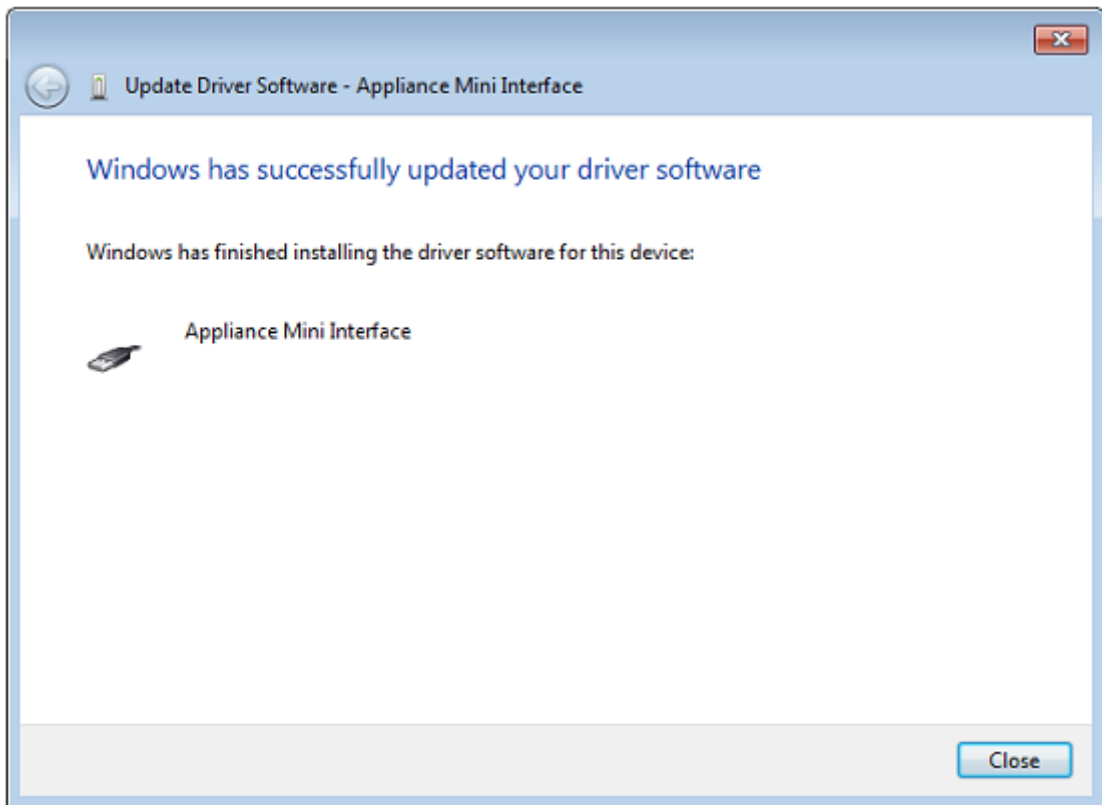 Update Driver Software - Appliance Mini Interface
Windows has successfully updated your driver software
Windows has finished installing the driver software for this device:
Appliance Mini Interface
Close